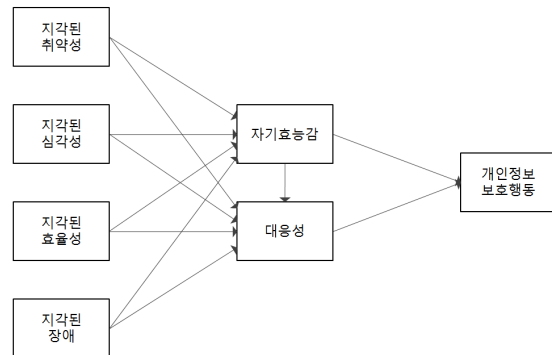 지각된
취약성
지각된
심각성
지각된
효율성
지각된
장애
자기효능감
대응성
개인정보
보호행동